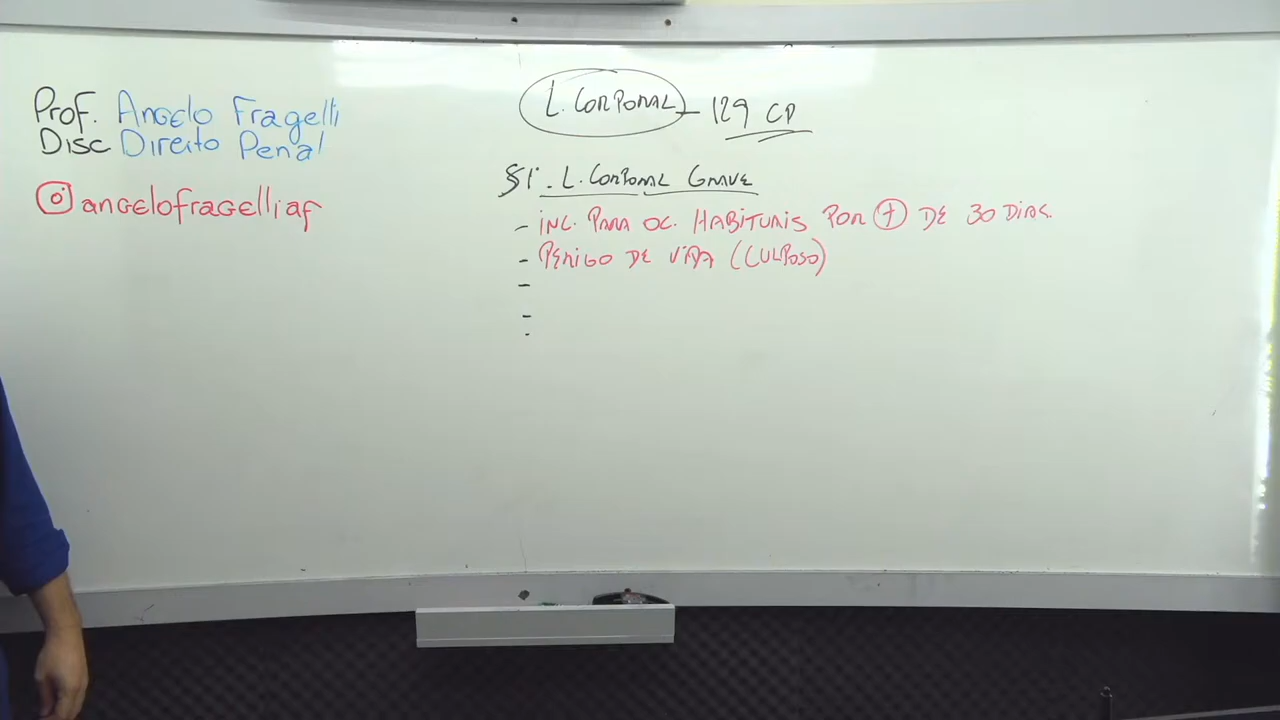 Prof. Angelo Fragelli
Disc Direito Penal
angelofragelliaf
L. CORPORAL - 129 CP
§1º. L. CORPORAL GRAVE
- INC. PARA OC. HABITUAIS POR + DE 30 DIAS.
- PERIGO DE VIDA (CULPOSO)
-
-